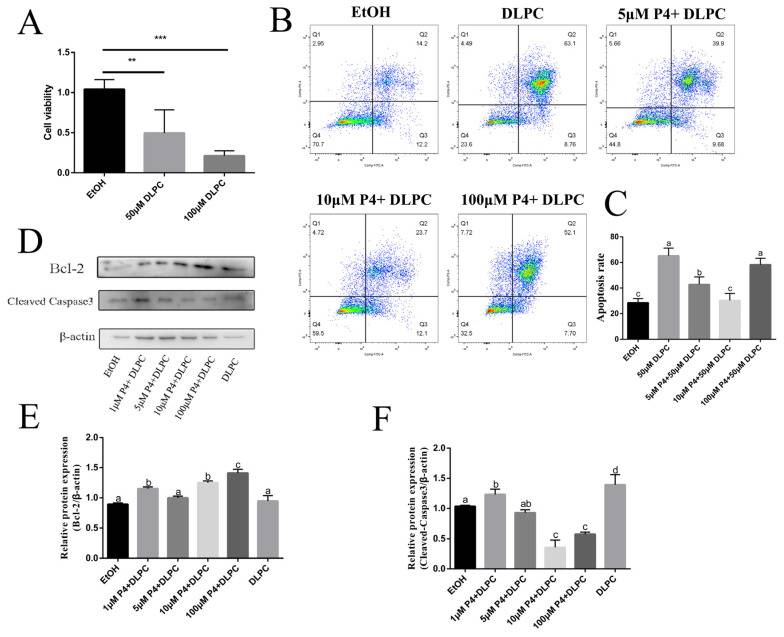 A
***
**
Cell viability
1.5
1.0
0.5
0.0
EtOH
50μM DLPC
100μM DLPC
B
EtOH
DLPC
5μM P4+ DLPC
Q1
2.95
Q2
14.2
Q4
70.7
Q3
12.2
Q1
4.49
Q2
63.1
Q4
23.6
Q3
8.76
Q1
5.66
Q2
39.9
Q4
44.8
Q3
9.68
10μM P4+ DLPC
100μM P4+ DLPC
Q1
4.72
Q2
23.7
Q4
59.5
Q3
12.1
Q1
7.72
Q2
52.1
Q4
32.5
Q3
7.70
Comp-FITC-A
C
Apoptosis rate
80
60
40
20
0
c
a
b
c
a
EtOH
50μM DLPC
5μM P4+50μM DLPC
10μM P4+50μM DLPC
100μM P4+50μM DLPC
D
Bcl-2
Cleaved Caspase3
β-actin
EtOH
1μM P4+ DLPC
5μM P4+DLPC
10μM P4+DLPC
100μM P4+DLPC
DLPC
E
Relative protein expression
(Bcl-2/β-actin)
2.0
1.5
1.0
0.5
0.0
a
b
a
b
c
a
EtOH
1μM P4+DLPC
5μM P4+DLPC
10μM P4+DLPC
100μM P4+DLPC
DLPC
F
Relative protein expression
(Cleaved-Caspase3/β-actin)
2.0
1.5
1.0
0.5
0.0
a
b
ab
c
c
d
EtOH
1μM P4+DLPC
5μM P4+DLPC
10μM P4+DLPC
100μM P4+DLPC
DLPC